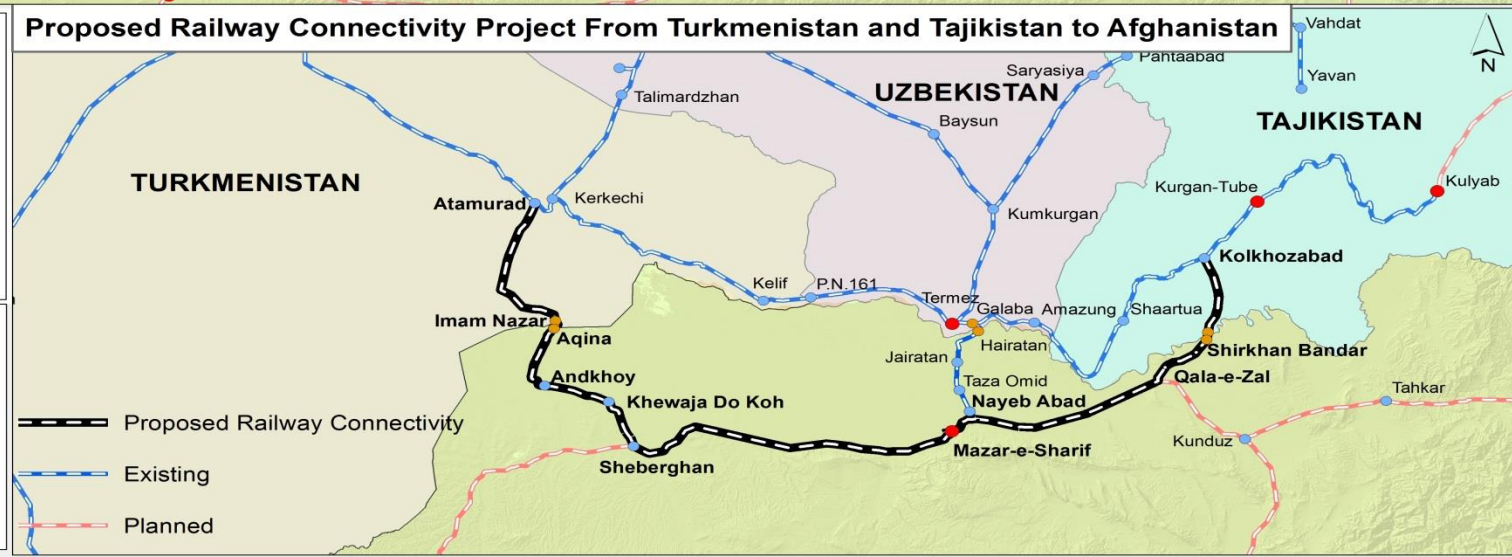 Proposed Railway Connectivity Project From Turkmenistan and Tajikistan to Afghanistan
Vahdat
N
Pahtaabad
Saryasiya
Yavan
Talimardzhan
UZBEKISTAN
Baysun
TAJIKISTAN
TURKMENISTAN
Kurgan-Tube
Kulyab
Atamurad
Kerkechi
Kumkurgan
Kolkhozabad
Kelif
P.N.161
Termez
Galaba
Amazung
Shaartua
Imam Nazar
Aqina
Hairatan
Shirkhan Bandar
Jairatan
Andkhoy
Taza Omid
Qala-e-Zal
Tahkar
Khewaja Do Koh
Nayeb Abad
Proposed Railway Connectivity
Kunduz
Mazar-e-Sharif
Sheberghan
Existing
Planned